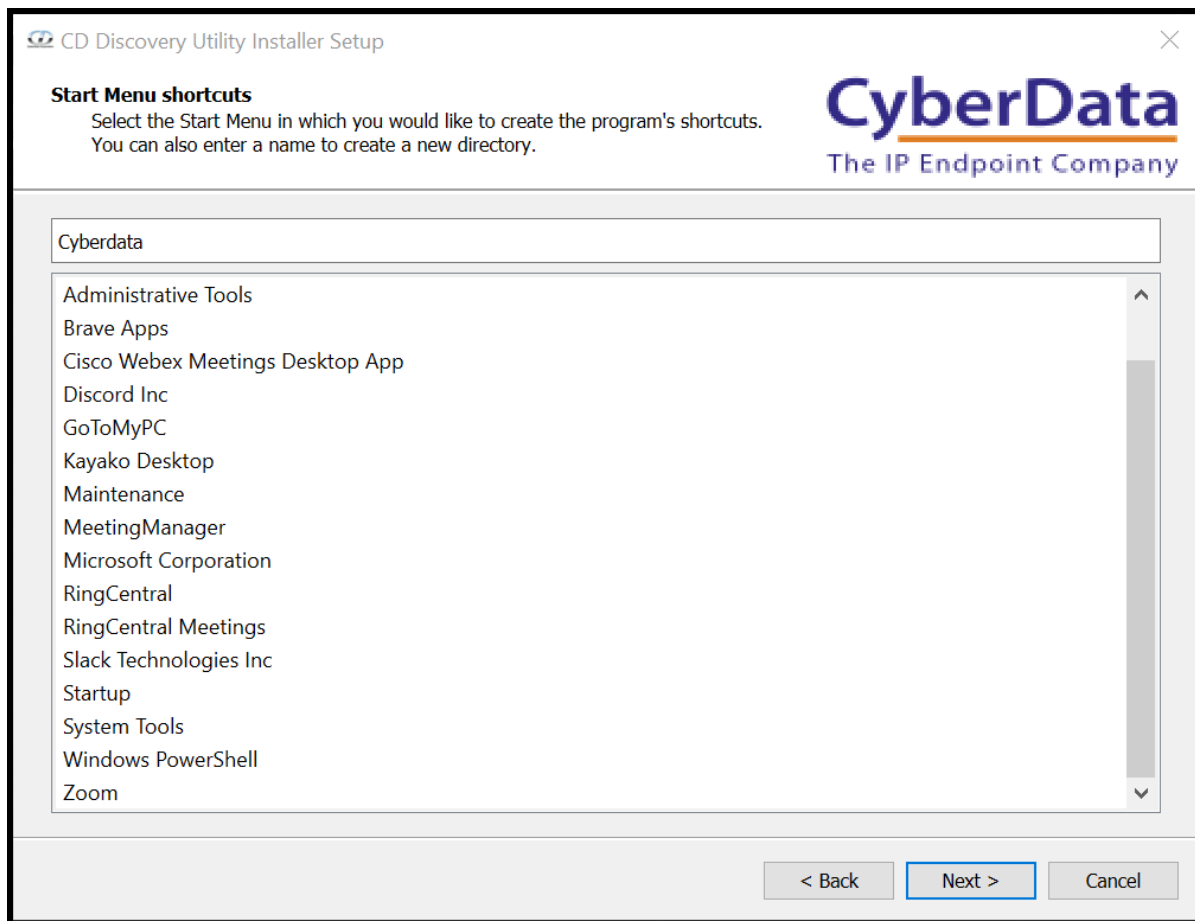 CD Discovery Utility Installer Setup
Start Menu shortcuts
Select the Start Menu in which you would like to create the program's shortcuts.
You can also enter a name to create a new directory.
CyberData
The IP Endpoint Company
Cyberdata
Administrative Tools
Brave Apps
Cisco Webex Meetings Desktop App
Discord Inc
GoToMyPC
Kayako Desktop
Maintenance
MeetingManager
Microsoft Corporation
RingCentral
RingCentral Meetings
Slack Technologies Inc
Startup
System Tools
Windows PowerShell
Zoom
< Back Next > Cancel